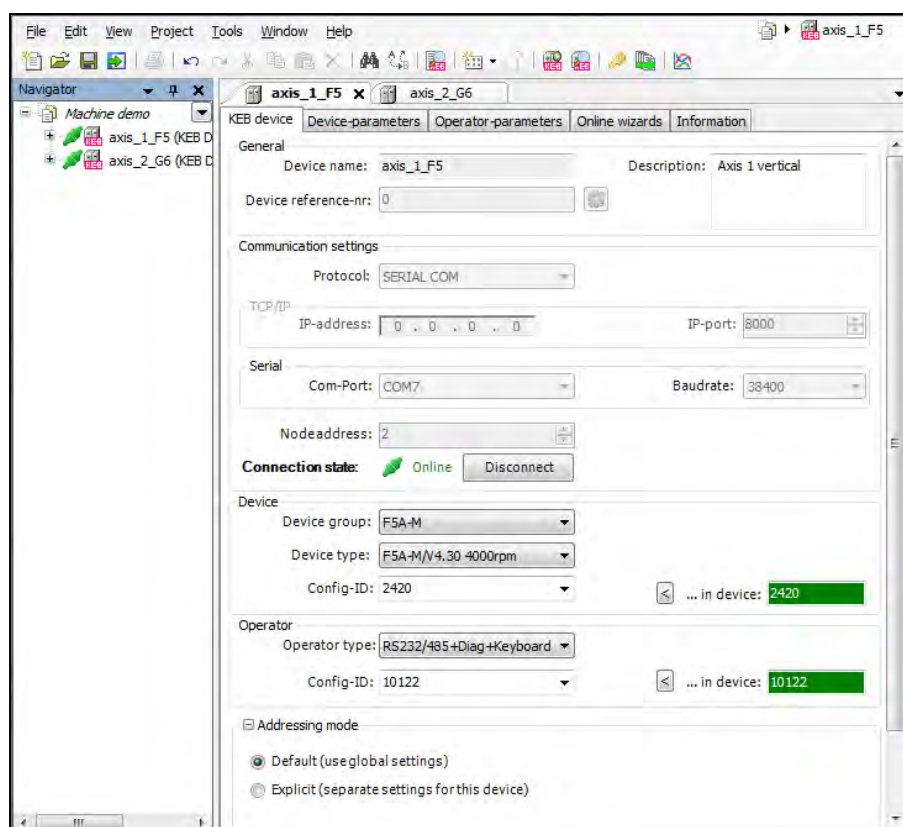 File Edit View Project Tools Window Help axis_1_F5
Navigator
axis_1_F5 axis_2_G6
Machine demo
axis_1_F5 (KEB D
axis_2_G6 (KEB D
KEB device Device-parameters Operator-parameters Online wizards Information
General
Device name: axis_1_F5 Description: Axis 1 vertical
Device reference-nr: 0
Communication settings
Protocol: SERIAL COM
TCP/IP
IP-address: 0 . 0 . 0 . 0 IP-port: 8000
Serial
Com-Port: COM7 Baudrate: 38400
Nodeaddress: 2
Connection state: Online Disconnect
Device
Device group: F5A-M
Device type: F5A-M/V4.30 4000rpm
Config-ID: 2420 < ... in device: 2420
Operator
Operator type: RS232/485+Diag+Keyboard
Config-ID: 10122 < ... in device: 10122
Addressing mode
Default (use global settings)
Explicit (separate settings for this device)